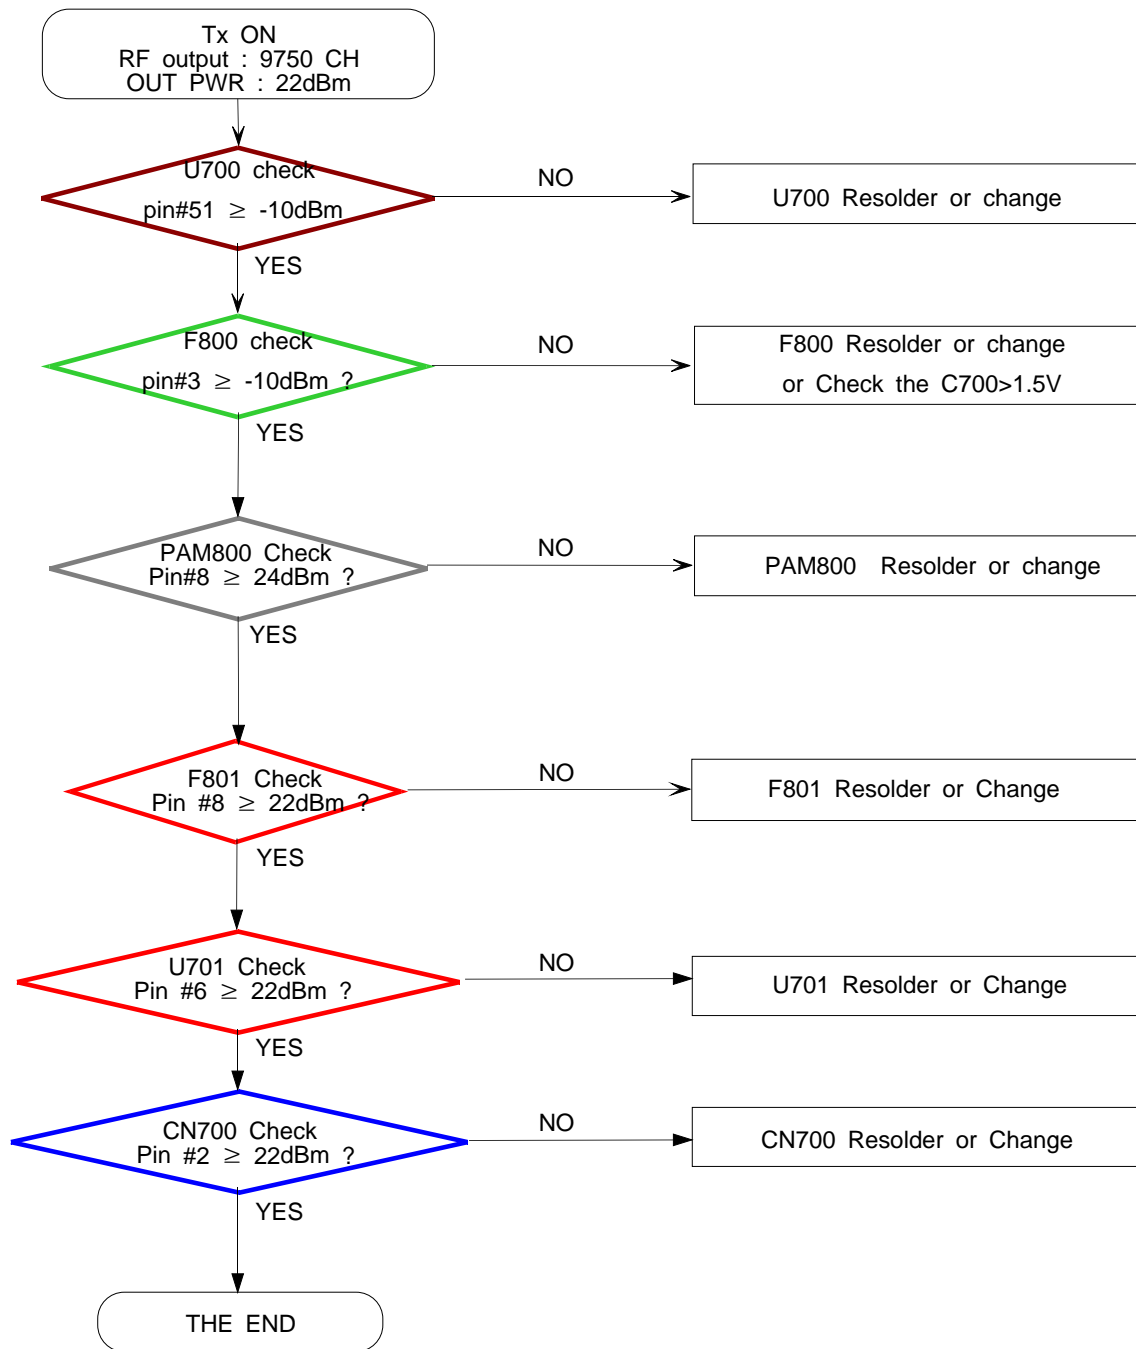 Tx ON
RF output : 9750 CH
OUT PWR : 22dBm
U700 check
pin#51 ≥ -10dBm
NO
U700 Resolder or change
YES
F800 check
pin#3 ≥ -10dBm ?
NO
F800 Resolder or change
or Check the C700>1.5V
YES
PAM800 Check
Pin#8 ≥ 24dBm ?
NO
PAM800 Resolder or change
YES
F801 Check
Pin #8 ≥ 22dBm ?
NO
F801 Resolder or Change
YES
U701 Check
Pin #6 ≥ 22dBm ?
NO
U701 Resolder or Change
YES
CN700 Check
Pin #2 ≥ 22dBm ?
NO
CN700 Resolder or Change
YES
THE END